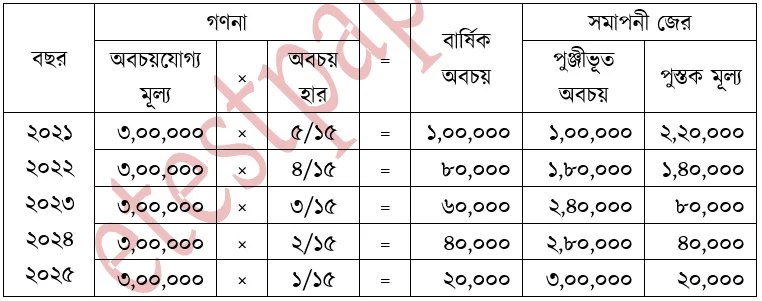 গণনা সমাপনী জের
বছর অবচয়যোগ্য মূল্য × অবচয় হার = বার্ষিক অবচয় পুঞ্জীভূত অবচয় পুস্তক মূল্য
২০২১ ৩,০০,০০০ × ৫/১৫ = ১,০০,০০০ ১,০০,০০০ ২,২০,০০০
২০২২ ৩,০০,০০০ × ৪/১৫ = ৮০,০০০ ১,৮০,০০০ ১,৪০,০০০
২০২৩ ৩,০০,০০০ × ৩/১৫ = ৬০,০০০ ২,৪০,০০০ ৮০,০০০
২০২৪ ৩,০০,০০০ × ২/১৫ = ৪০,০০০ ২,৮০,০০০ ৪০,০০০
২০২৫ ৩,০০,০০০ × ১/১৫ = ২০,০০০ ৩,০০,০০০ ২০,০০০
etestpap